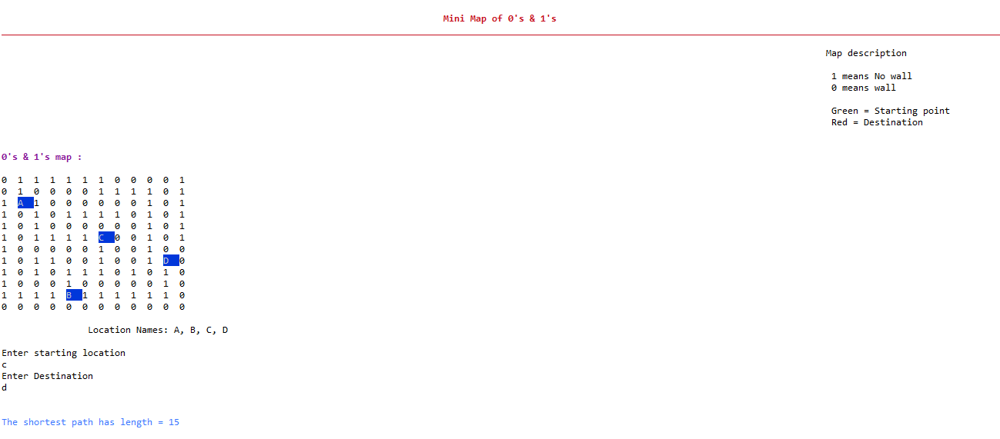 Mini Map of 0's & 1's
Map description
1 means No wall
0 means wall
Green = Starting point
Red = Destination
0's & 1's map :
0 1 1 1 1 1 1 0 0 0 0 1
0 1 0 0 0 0 1 1 1 1 0 1
1 A 1 0 0 0 0 0 0 1 0 1
1 0 1 0 1 1 1 1 0 1 0 1
1 0 1 0 0 0 0 0 0 1 0 1
1 0 1 1 1 1 C 0 0 1 0 1
1 0 0 0 0 0 1 0 0 1 0 0
1 0 1 1 0 0 1 0 0 1 D 0
1 0 1 0 1 1 1 0 1 0 1 0
1 0 0 0 1 0 0 0 0 0 1 0
1 1 1 1 B 1 1 1 1 1 1 0
0 0 0 0 0 0 0 0 0 0 0 0
Location Names: A, B, C, D
Enter starting location
c
Enter Destination
d
The shortest path has length = 15